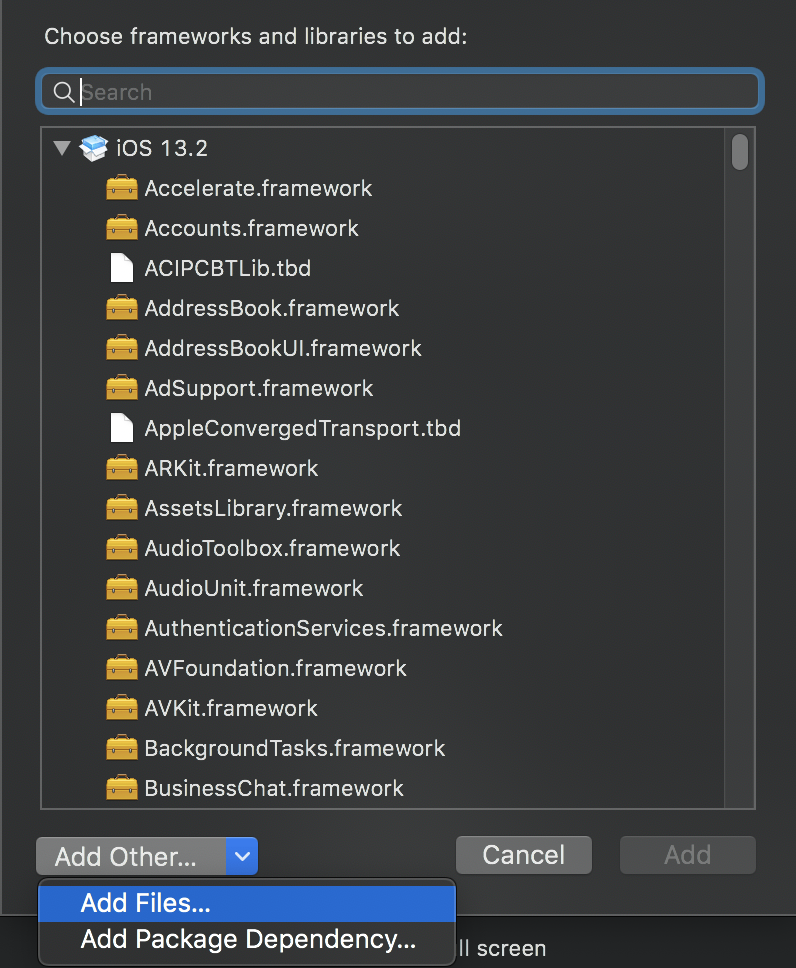 Choose frameworks and libraries to add:
Search
iOS 13.2
Accelerate.framework
Accounts.framework
ACIPCBTLib.tbd
AddressBook.framework
AddressBookUI.framework
AdSupport.framework
AppleConvergedTransport.tbd
ARKit.framework
AssetsLibrary.framework
AudioToolbox.framework
AudioUnit.framework
AuthenticationServices.framework
AVFoundation.framework
AVKit.framework
BackgroundTasks.framework
BusinessChat.framework
Add Other... Cancel Add
Add Files...
Add Package Dependency...
ll screen